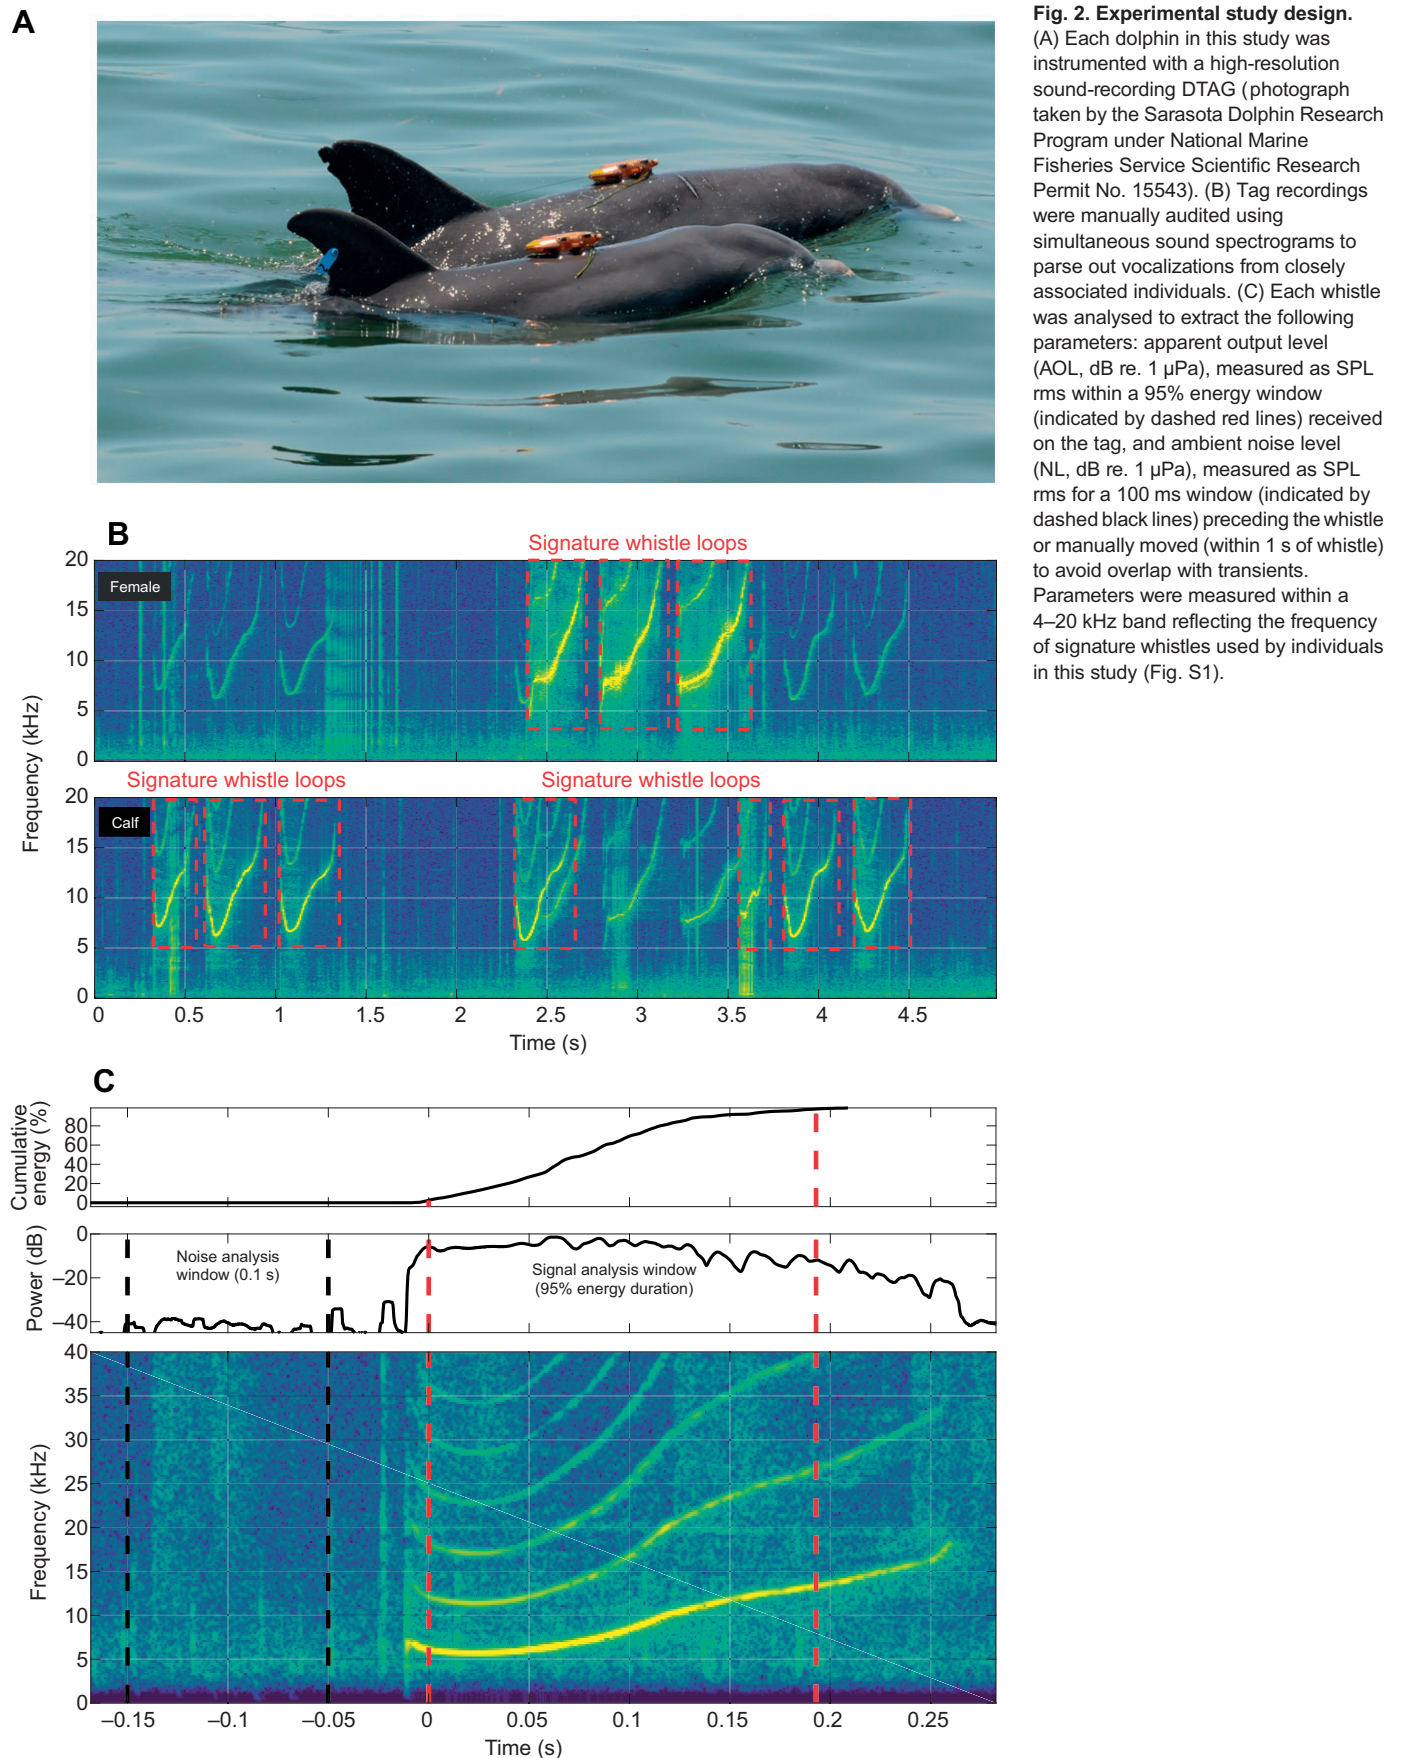 A
Fig. 2. Experimental study design.
(A) Each dolphin in this study was
instrumented with a high-resolution
sound-recording DTAG (photograph
taken by the Sarasota Dolphin Research
Program under National Marine
Fisheries Service Scientific Research
Permit No. 15543). (B) Tag recordings
were manually audited using
simultaneous sound spectrograms to
parse out vocalizations from closely
associated individuals. (C) Each whistle
was analysed to extract the following
parameters: apparent output level
(AOL, dB re. 1 µPa), measured as SPL
rms within a 95% energy window
(indicated by dashed red lines) received
on the tag, and ambient noise level
(NL, dB re. 1 µPa), measured as SPL
rms for a 100 ms window (indicated by
dashed black lines) preceding the whistle
or manually moved (within 1 s of whistle)
to avoid overlap with transients.
Parameters were measured within a
4–20 kHz band reflecting the frequency
of signature whistles used by individuals
in this study (Fig. S1).
B
Signature whistle loops
Female
20
15
10
5
0
Frequency (kHz)
Signature whistle loops
Signature whistle loops
Calf
20
15
10
5
0
0 0.5 1 1.5 2 2.5 3 3.5 4 4.5
Time (s)
C
Cumulative
energy (%)
80
60
40
20
0
Power (dB)
0
–20
–40
Noise analysis
window (0.1 s)
Signal analysis window
(95% energy duration)
Frequency (kHz)
40
35
30
25
20
15
10
5
0
–0.15 –0.1 –0.05 0 0.05 0.1 0.15 0.2 0.25
Time (s)